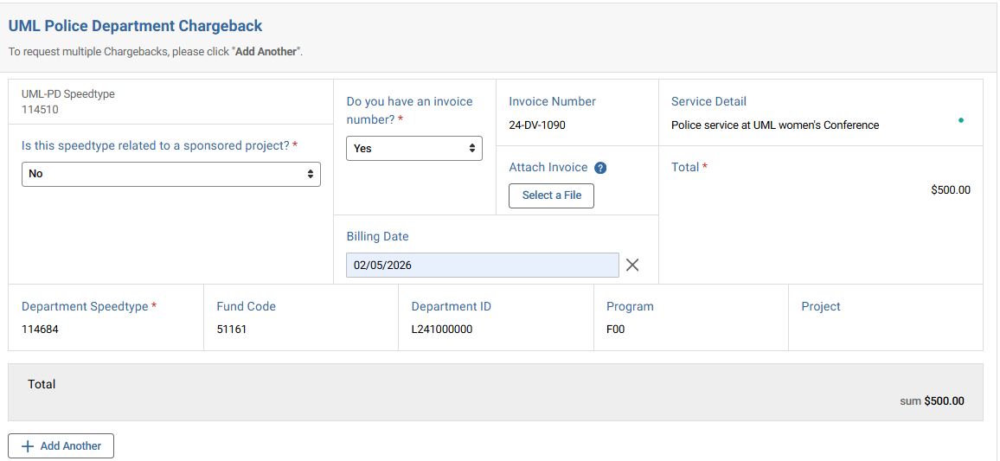 UML Police Department Chargeback
To request multiple Chargebacks, please click "Add Another".
UML-PD Speedtype
114510
Is this speedtype related to a sponsored project? *
No
Do you have an invoice
number? *
Yes
Invoice Number
24-DV-1090
Attach Invoice ?
Select a File
Billing Date
02/05/2026
Service Detail
Police service at UML women's Conference
Total *
$500.00
Department Speedtype *
114684
Fund Code
51161
Department ID
L241000000
Program
F00
Project
Total
sum $500.00
Add Another